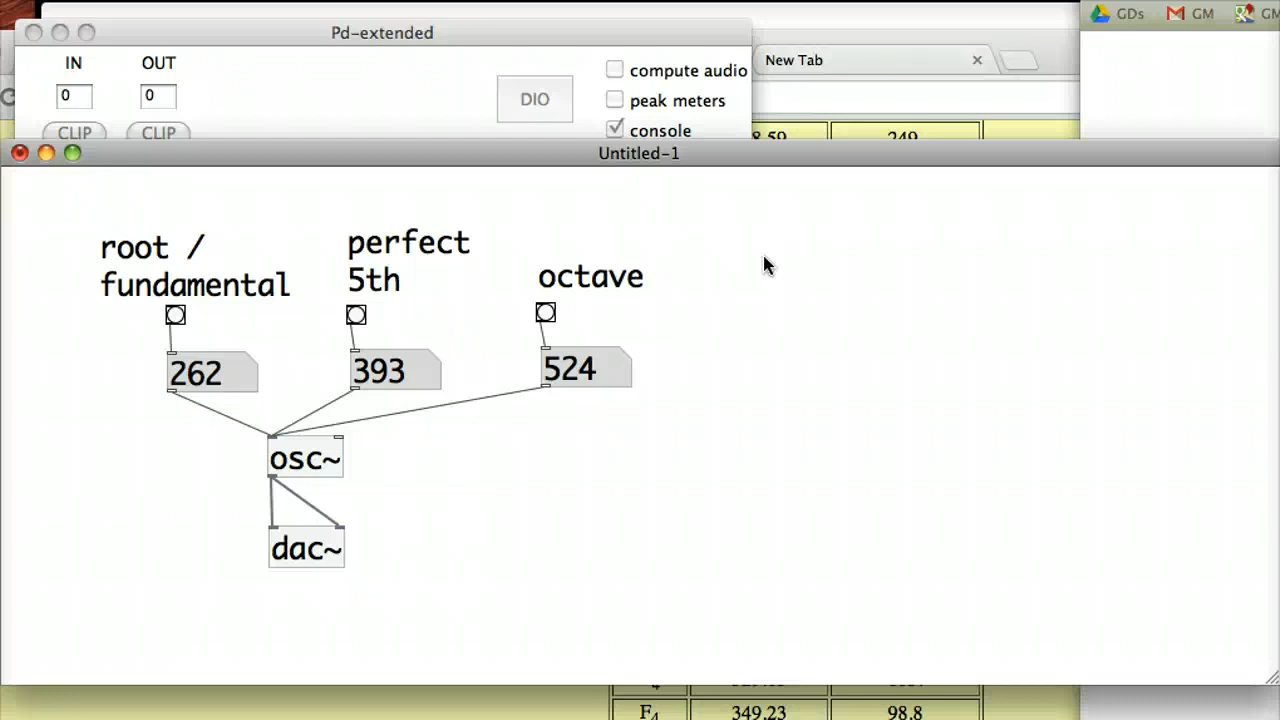 GDs
GM
GM
Pd-extended
IN
OUT
0
0
CLIP
CLIP
DIO
compute audio
peak meters
console
New Tab
249
Untitled-1
root /
fundamental
perfect
5th
octave
262
393
524
osc~
dac~
F4
349.23
98.8